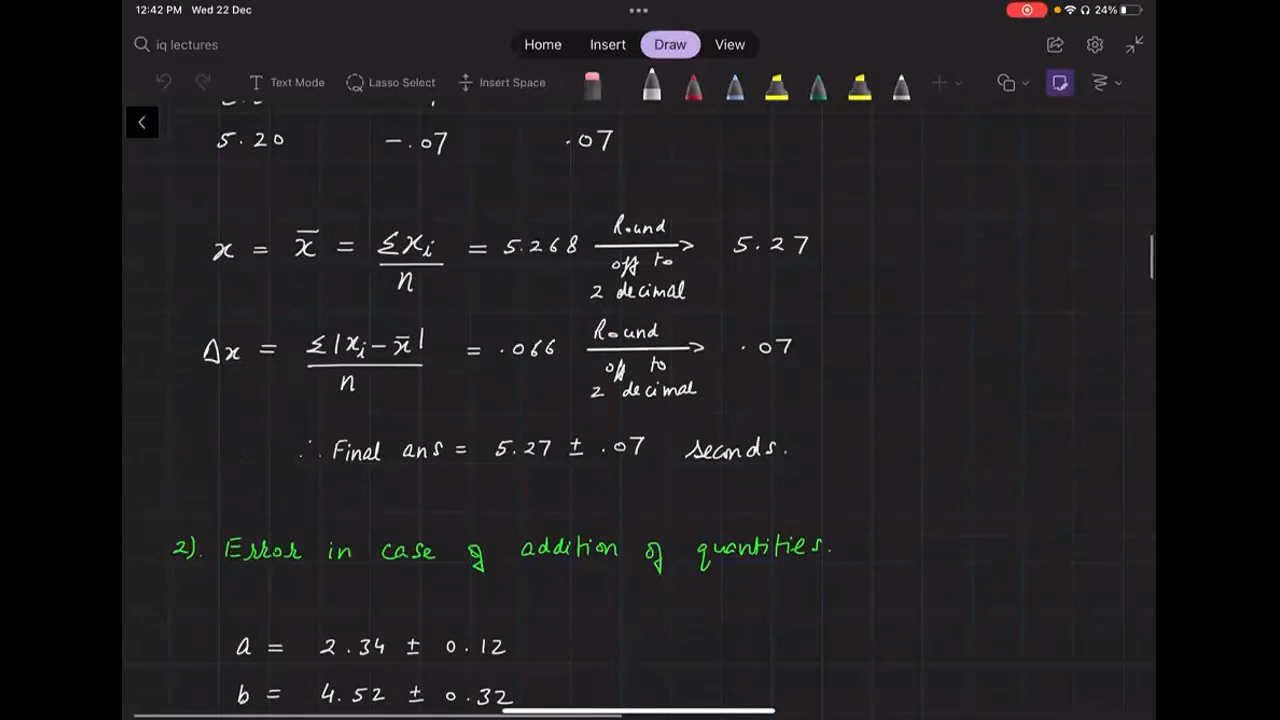 12:42 PM Wed 22 Dec
24%
iq lectures
Home Insert Draw View
Text Mode Lasso Select Insert Space
5.20 -.07 .07
x = x̄ = Σxᵢ/n = 5.268 Round off to 2 decimal → 5.27
Δx = Σ|xᵢ - x̄|/n = .066 Round off to 2 decimal → .07
∴ Final ans = 5.27 ± .07 seconds.
2). Error in case of addition of quantities.
a = 2.34 ± 0.12
b = 4.52 ± 0.32